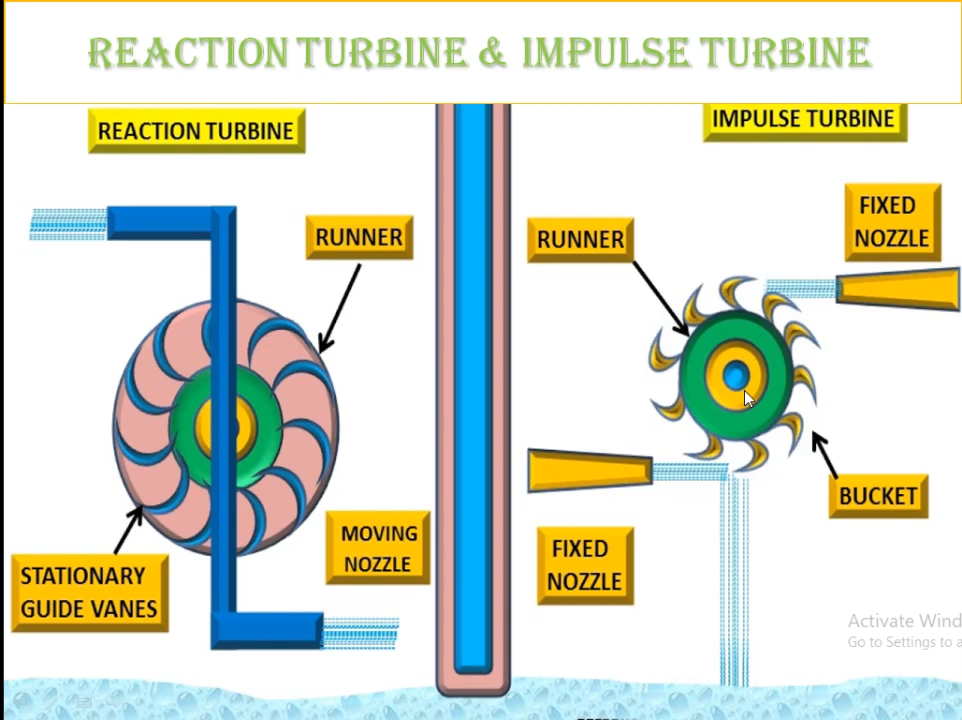 REACTION TURBINE & IMPULSE TURBINE
REACTION TURBINE
IMPULSE TURBINE
RUNNER
RUNNER
FIXED
NOZZLE
BUCKET
MOVING
NOZZLE
FIXED
NOZZLE
STATIONARY
GUIDE VANES
Activate Wind
Go to Settings to a